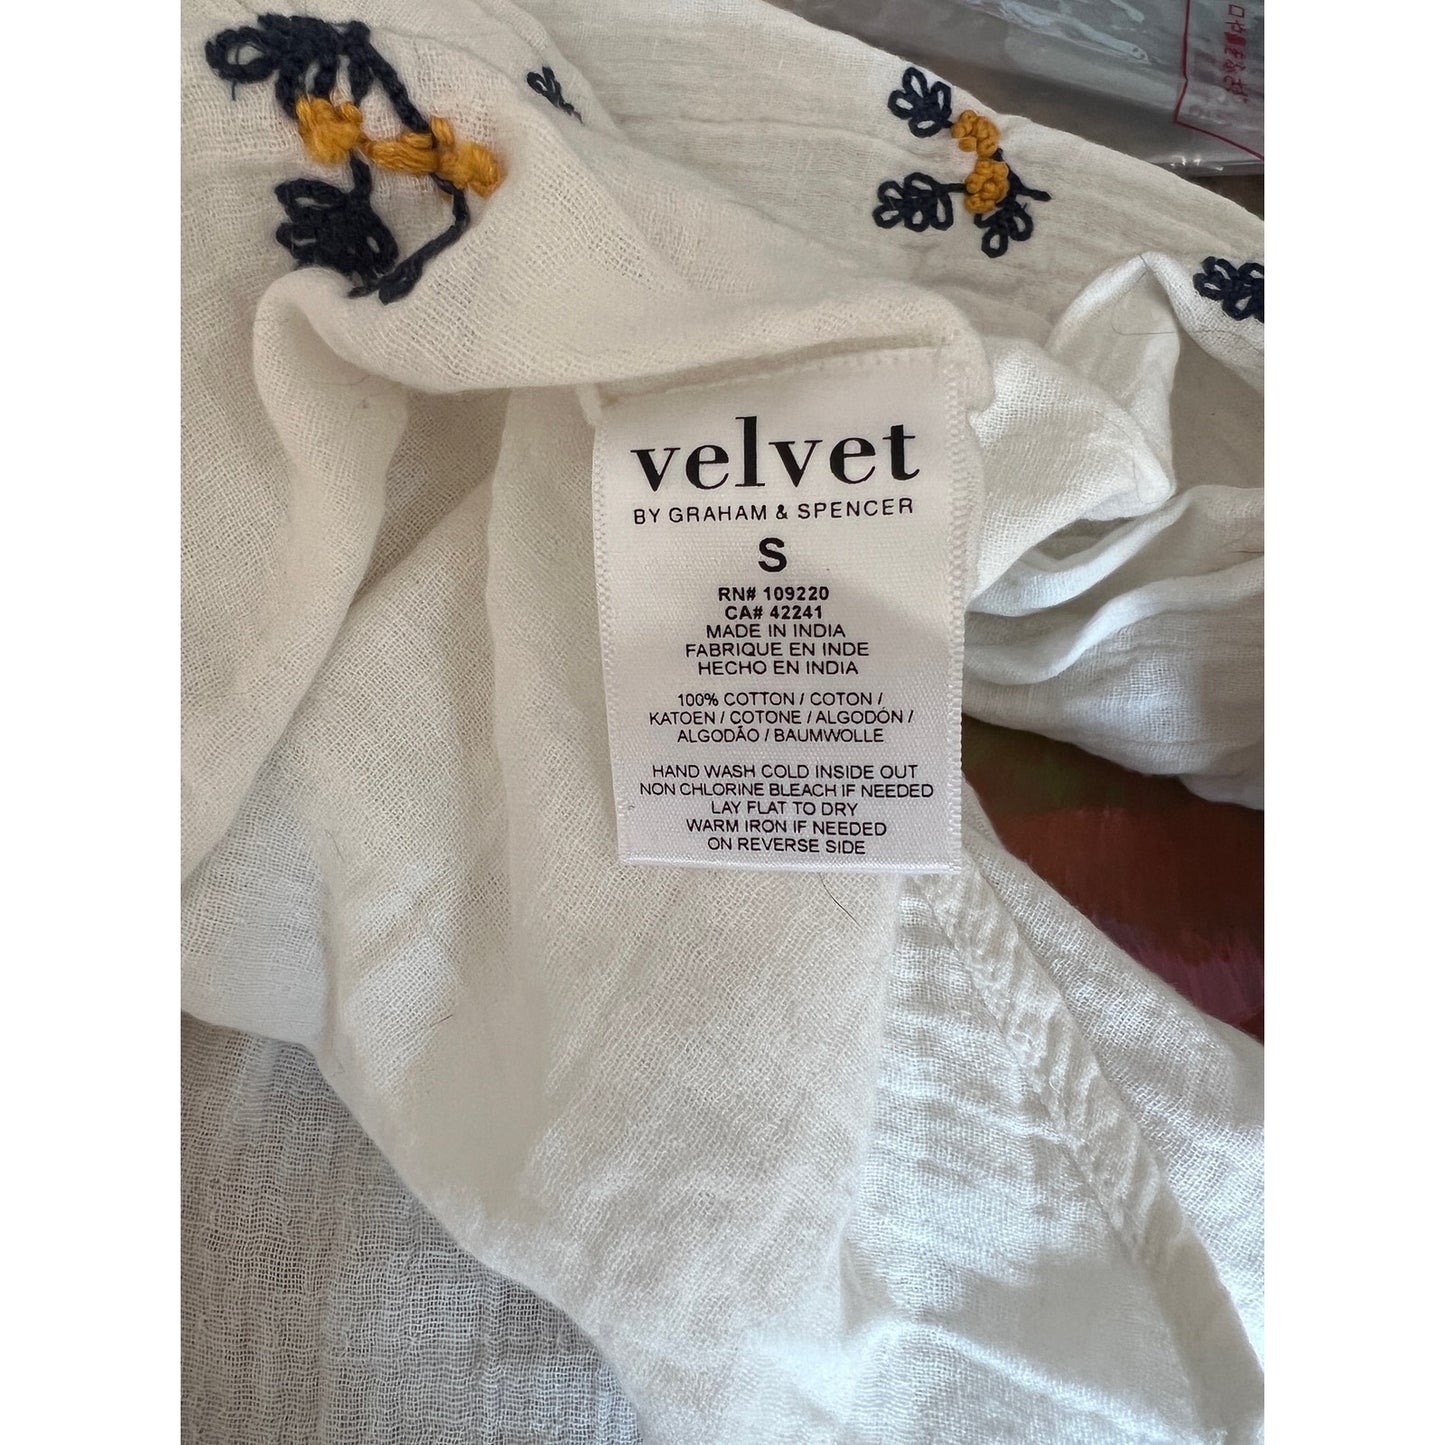 velvet
BY GRAHAM & SPENCER
S
RN# 109220
CA# 42241
MADE IN INDIA
FABRIQUE EN INDE
HECHO EN INDIA
100% COTTON / COTON /
KATOEN / COTONE / ALGODÓN /
ALGODÃO / BAUMWOLLE
HAND WASH COLD INSIDE OUT
NON CHLORINE BLEACH IF NEEDED
LAY FLAT TO DRY
WARM IRON IF NEEDED
ON REVERSE SIDE